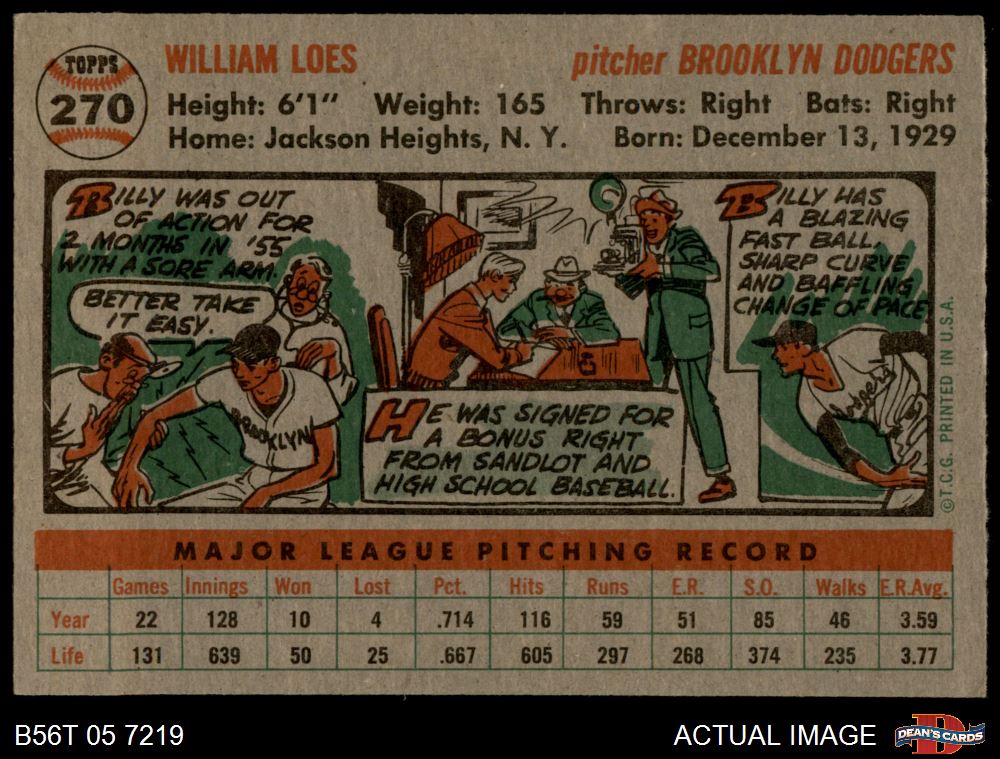 TOPPS
270
WILLIAM LOES
pitcher BROOKLYN DODGERS
Height: 6'1" Weight: 165 Throws: Right Bats: Right
Home: Jackson Heights, N. Y. Born: December 13, 1929
BILLY WAS OUT
OF ACTION FOR
2 MONTHS IN '55
WITH A SORE ARM.
BETTER TAKE
IT EASY.
BROOKLYN
HE WAS SIGNED FOR
A BONUS RIGHT
FROM SANDLOT AND
HIGH SCHOOL BASEBALL.
BILLY HAS
A BLAZING
FAST BALL,
SHARP CURVE
AND BAFFLING
CHANGE OF PACE
Dodgers
© T.C.G. PRINTED IN U.S.A.
MAJOR LEAGUE PITCHING RECORD
Games Innings Won Lost Pct. Hits Runs E.R. S.O. Walks E.R.Avg.
Year 22 128 10 4 .714 116 59 51 85 46 3.59
Life 131 639 50 25 .667 605 297 268 374 235 3.77
B56T 05 7219
ACTUAL IMAGE
DEAN'S CARDS